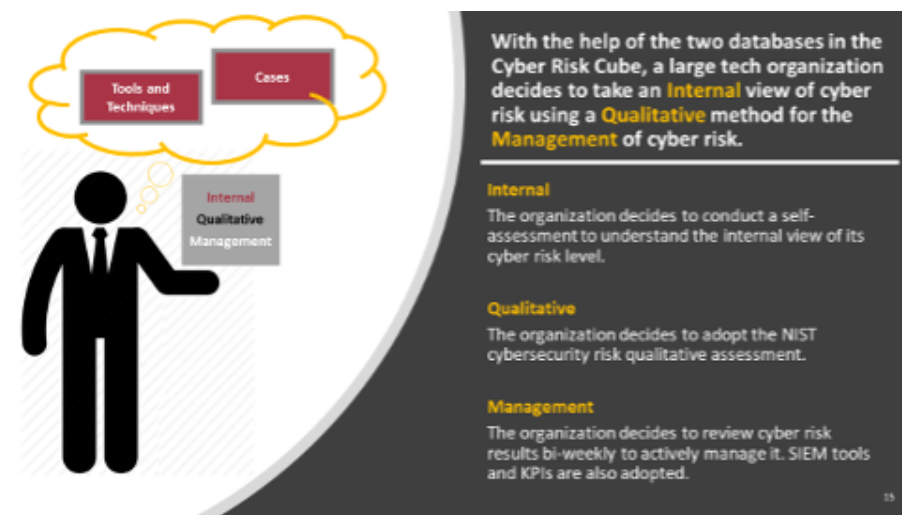 Tools and
Techniques
Cases
Internal
Qualitative
Management
With the help of the two databases in the
Cyber Risk Cube, a large tech organization
decides to take an Internal view of cyber
risk using a Qualitative method for the
Management of cyber risk.
Internal
The organization decides to conduct a self-
assessment to understand the internal view of its
cyber risk level.
Qualitative
The organization decides to adopt the NIST
cybersecurity risk qualitative assessment.
Management
The organization decides to review cyber risk
results bi-weekly to actively manage it. SIEM tools
and KPIs are also adopted.
15